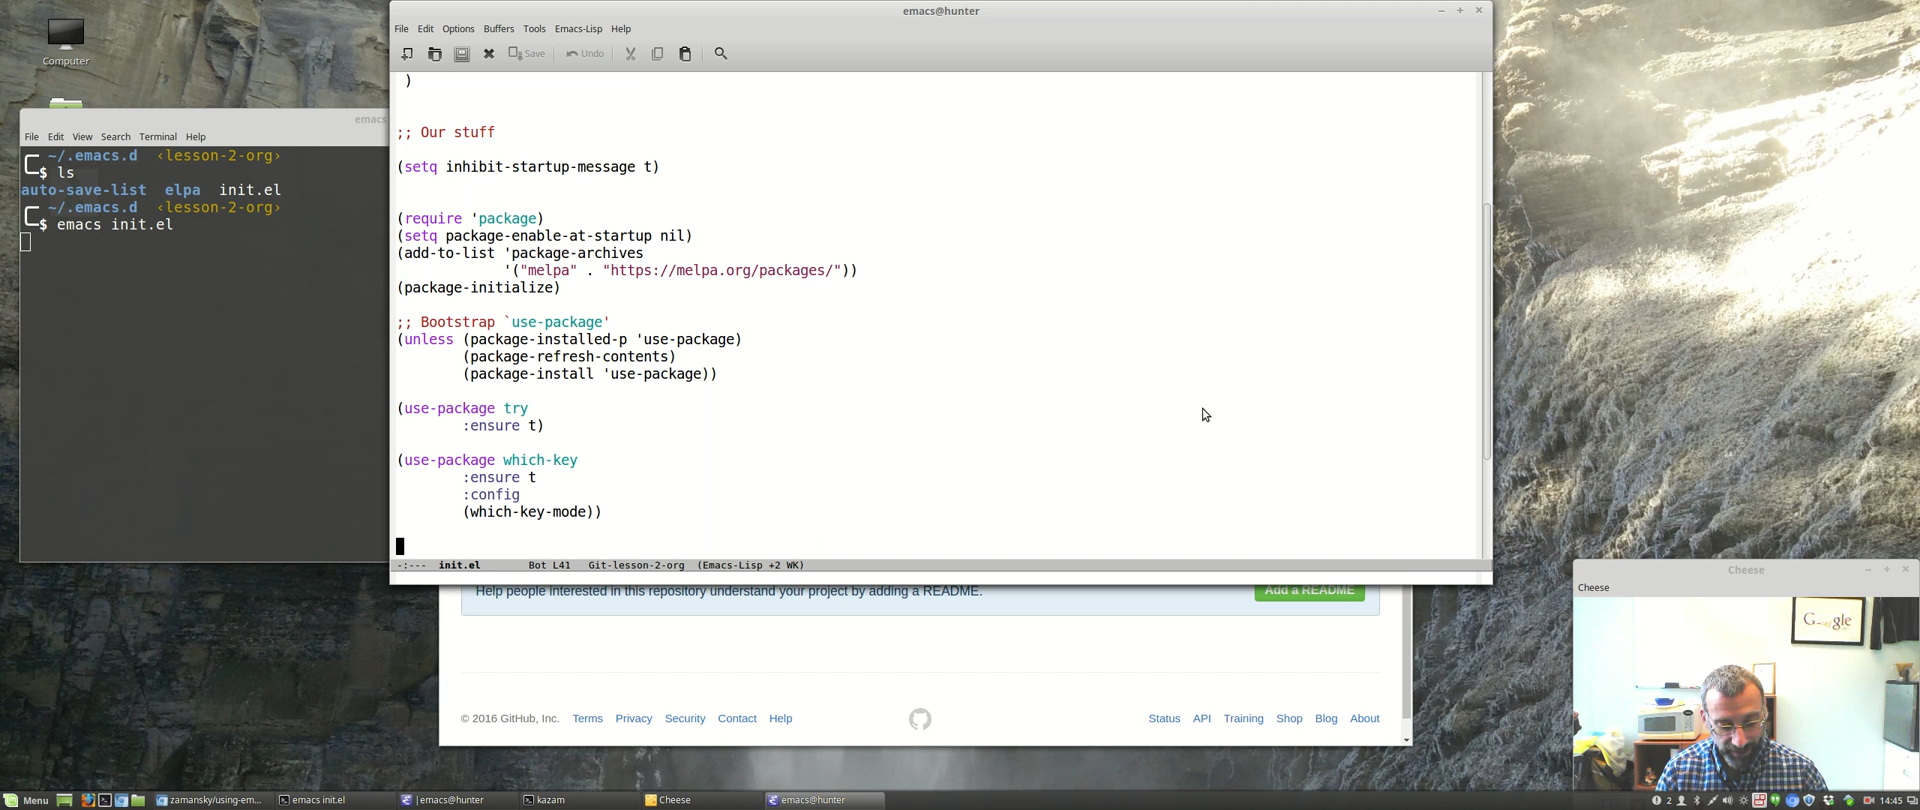 Computer
emacs@hunter
File Edit Options Buffers Tools Emacs-Lisp Help
Save Undo
)
;; Our stuff
(setq inhibit-startup-message t)
(require 'package)
(setq package-enable-at-startup nil)
(add-to-list 'package-archives
'("melpa" . "https://melpa.org/packages/"))
(package-initialize)
;; Bootstrap `use-package'
(unless (package-installed-p 'use-package)
(package-refresh-contents)
(package-install 'use-package))
(use-package try
:ensure t)
(use-package which-key
:ensure t
:config
(which-key-mode))
-:--- init.el Bot L41 Git-lesson-2-org (Emacs-Lisp +2 WK)
emacs
File Edit View Search Terminal Help
~/.emacs.d ‹lesson-2-org›
$ ls
auto-save-list elpa init.el
~/.emacs.d ‹lesson-2-org›
$ emacs init.el
Help people interested in this repository understand your project by adding a README.
Add a README
© 2016 GitHub, Inc. Terms Privacy Security Contact Help
Status API Training Shop Blog About
Cheese
Cheese
Google
Menu
zamansky/using-em...
emacs init.el
|emacs@hunter
kazam
Cheese
emacs@hunter
2
14:45